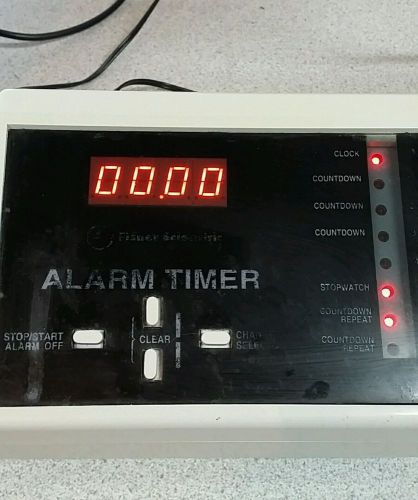 00.00
Fisher Scientific
ALARM TIMER
CLOCK
COUNTDOWN
COUNTDOWN
COUNTDOWN
STOPWATCH
COUNTDOWN
REPEAT
COUNTDOWN
REPEAT
STOP/START
ALARM OFF
CLEAR